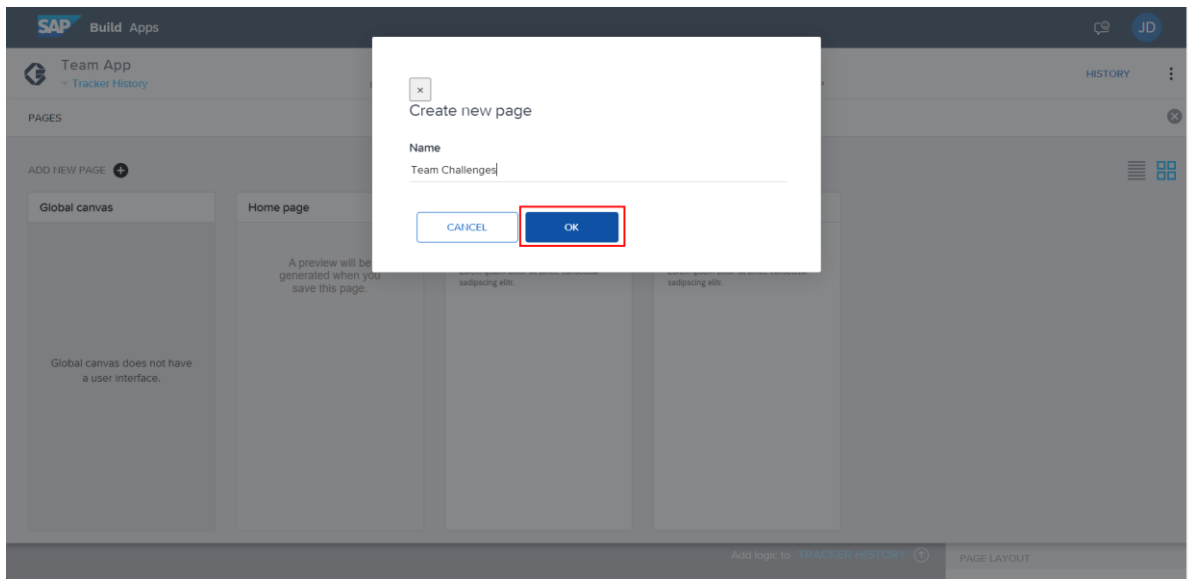 SAP Build Apps
JD
Team App
Tracker History
HISTORY
PAGES
×
Create new page
Name
Team Challenges
CANCEL
OK
ADD NEW PAGE
Global canvas
Home page
A preview will be
generated when you
save this page.
sadipscing elitr.
sadipscing elitr.
Global canvas does not have
a user interface.
Add logic to TRACKER HISTORY ?
PAGE LAYOUT